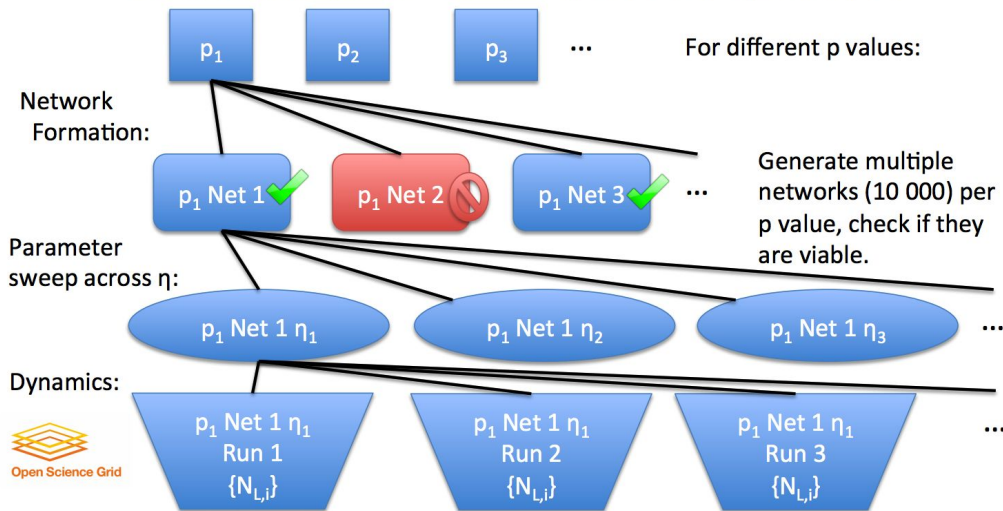 p₁ p₂ p₃ ... For different p values:
Network
Formation:
p₁ Net 1 p₁ Net 2 p₁ Net 3 ...
Generate multiple
networks (10 000) per
p value, check if they
are viable.
Parameter
sweep across η:
p₁ Net 1 η₁ p₁ Net 1 η₂ p₁ Net 1 η₃ ...
Dynamics:
p₁ Net 1 η₁
Run 1
{N_L,i}
p₁ Net 1 η₁
Run 2
{N_L,i}
p₁ Net 1 η₁
Run 3
{N_L,i}
...
Open Science Grid